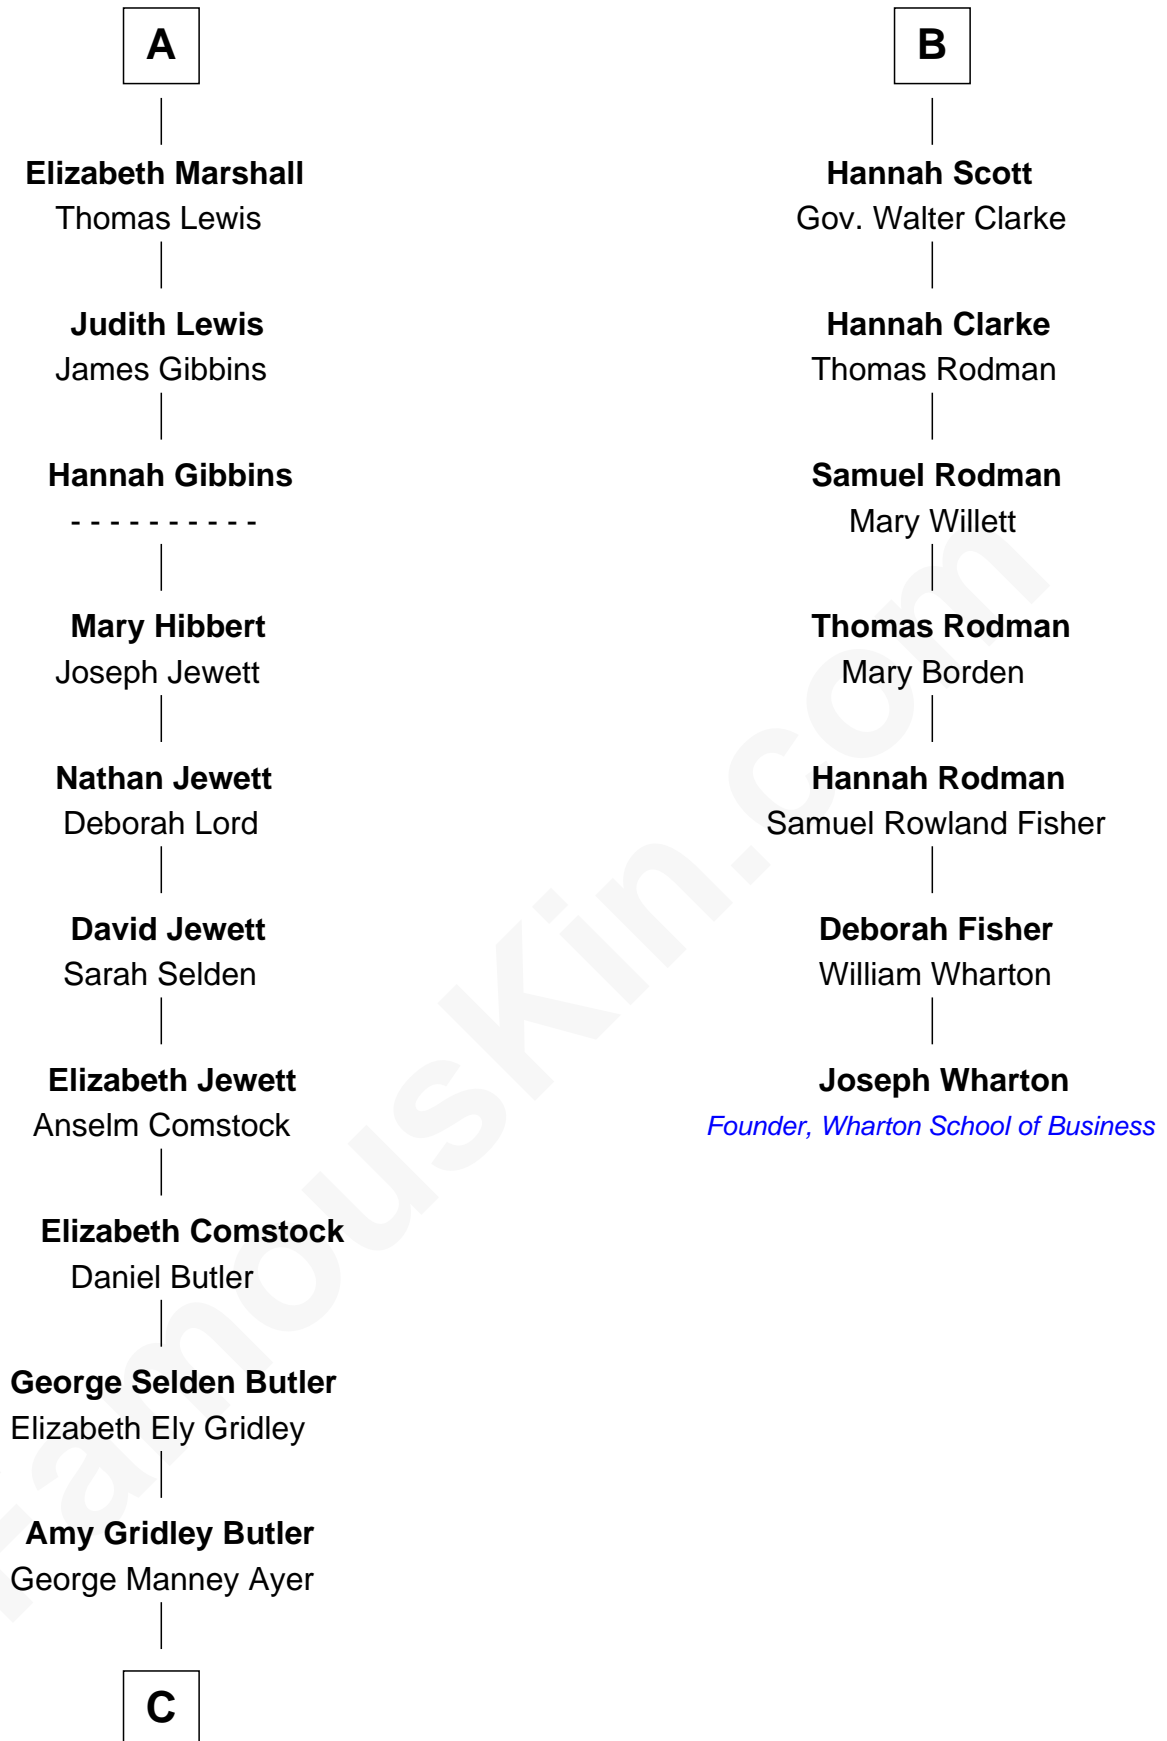 A
Elizabeth Marshall
Thomas Lewis
Judith Lewis
James Gibbins
Hannah Gibbins
- - - - - - - - - -
Mary Hibbert
Joseph Jewett
Nathan Jewett
Deborah Lord
David Jewett
Sarah Selden
Elizabeth Jewett
Anselm Comstock
Elizabeth Comstock
Daniel Butler
George Selden Butler
Elizabeth Ely Gridley
Amy Gridley Butler
George Manney Ayer
C
B
Hannah Scott
Gov. Walter Clarke
Hannah Clarke
Thomas Rodman
Samuel Rodman
Mary Willett
Thomas Rodman
Mary Borden
Hannah Rodman
Samuel Rowland Fisher
Deborah Fisher
William Wharton
Joseph Wharton
Founder, Wharton School of Business
FamousKin.com